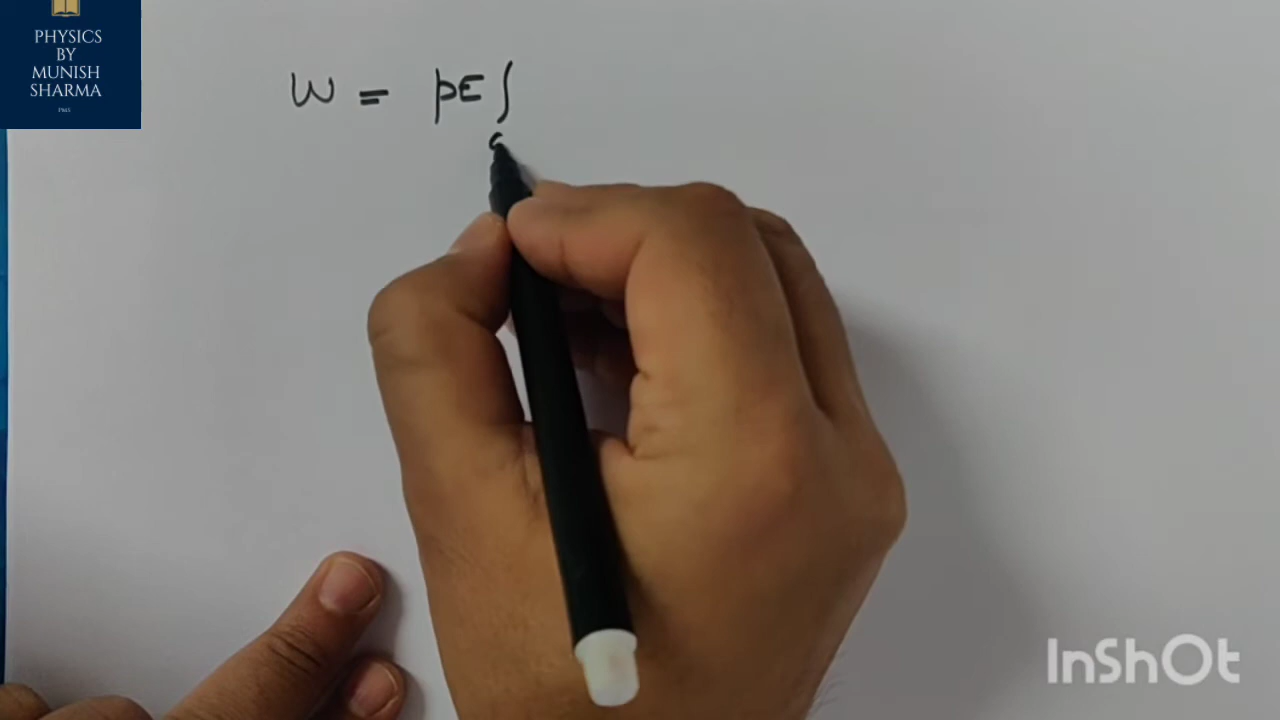 PHYSICS
BY
MUNISH
SHARMA
W = pE ∫
InShOt